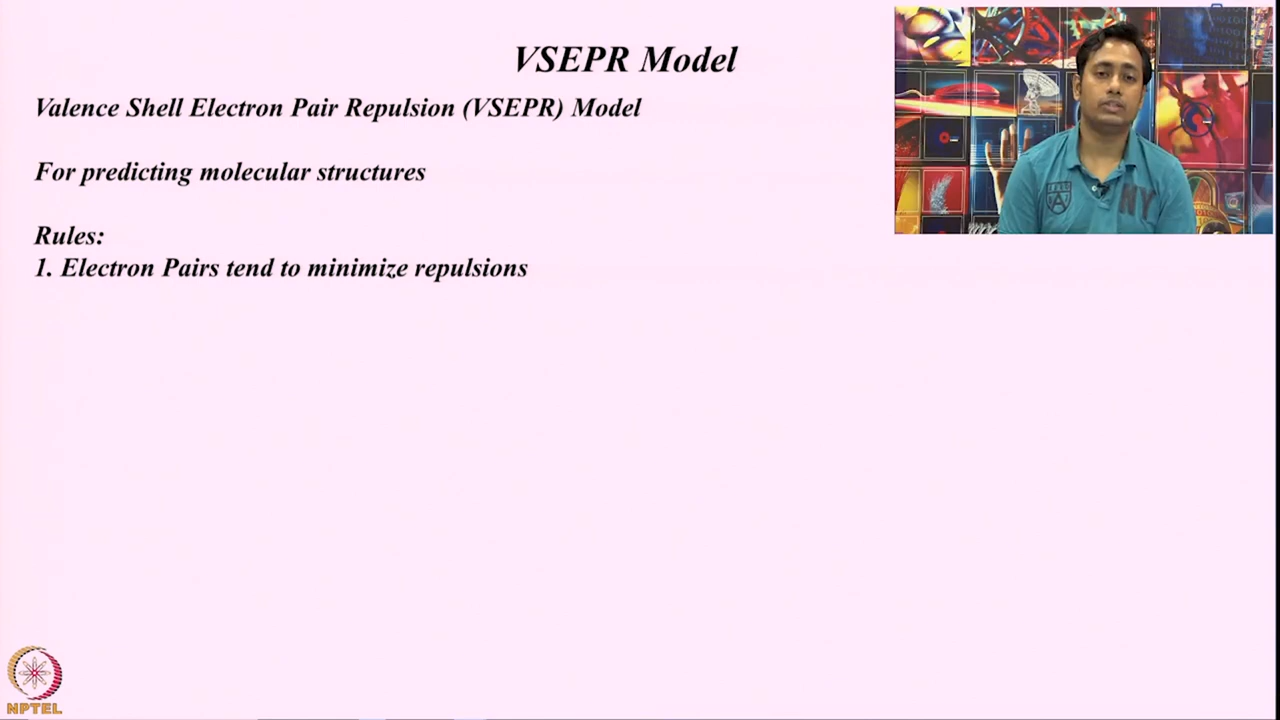 VSEPR Model
Valence Shell Electron Pair Repulsion (VSEPR) Model
For predicting molecular structures
Rules:
1. Electron Pairs tend to minimize repulsions
NY
NPTEL